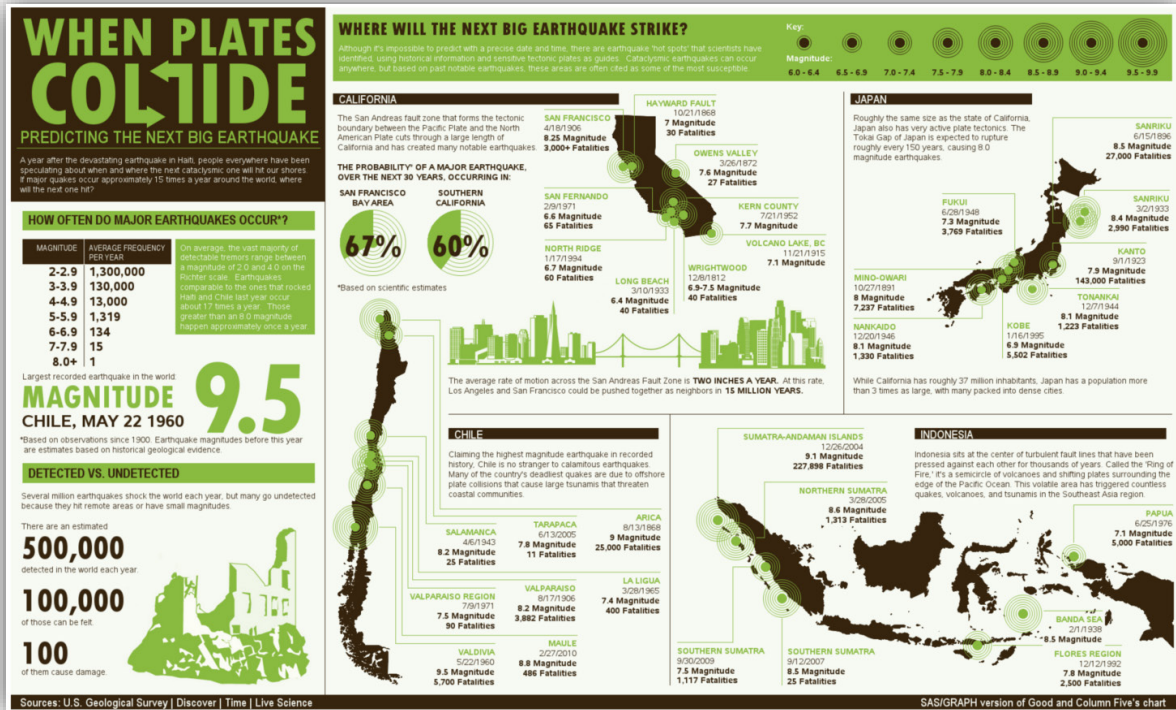 WHEN PLATES
COLLIDE
PREDICTING THE NEXT BIG EARTHQUAKE
A year after the devastating earthquake in Haiti, people everywhere have been
speculating about when and where the next cataclysmic one will hit our shores.
If major quakes occur approximately 15 times a year around the world, where
will the next one hit?
HOW OFTEN DO MAJOR EARTHQUAKES OCCUR*?
MAGNITUDE AVERAGE FREQUENCY
PER YEAR
2-2.9 1,300,000
3-3.9 130,000
4-4.9 13,000
5-5.9 1,319
6-6.9 134
7-7.9 15
8.0+ 1
On average, the vast majority of
detectable tremors range between
a magnitude of 2.0 and 4.0 on the
Richter scale. Earthquakes
comparable to the ones that rocked
Haiti and Chile last year occur
about 17 times a year. Those
greater than an 8.0 magnitude
happen approximately once a year.
Largest recorded earthquake in the world:
MAGNITUDE 9.5
CHILE, MAY 22 1960
*Based on observations since 1900. Earthquake magnitudes before this year
are estimates based on historical geological evidence.
DETECTED VS. UNDETECTED
Several million earthquakes shock the world each year, but many go undetected
because they hit remote areas or have small magnitudes.
There are an estimated
500,000
detected in the world each year.
100,000
of those can be felt.
100
of them cause damage.
WHERE WILL THE NEXT BIG EARTHQUAKE STRIKE?
Although it's impossible to predict with a precise date and time, there are earthquake 'hot spots' that scientists have
identified, using historical information and sensitive tectonic plates as guides. Cataclysmic earthquakes can occur
anywhere, but based on past notable earthquakes, these areas are often cited as some of the most susceptible.
Key:
Magnitude:
6.0 - 6.4 6.5 - 6.9 7.0 - 7.4 7.5 - 7.9 8.0 - 8.4 8.5 - 8.9 9.0 - 9.4 9.5 - 9.9
CALIFORNIA
The San Andreas fault zone that forms the tectonic
boundary between the Pacific Plate and the North
American Plate cuts through a large length of
California and has created many notable earthquakes.
THE PROBABILITY* OF A MAJOR EARTHQUAKE,
OVER THE NEXT 30 YEARS, OCCURRING IN:
SAN FRANCISCO
BAY AREA
67%
SOUTHERN
CALIFORNIA
60%
*Based on scientific estimates
SAN FRANCISCO
4/18/1906
8.25 Magnitude
3,000+ Fatalities
HAYWARD FAULT
10/21/1868
7 Magnitude
30 Fatalities
OWENS VALLEY
3/26/1872
7.6 Magnitude
27 Fatalities
SAN FERNANDO
2/9/1971
6.6 Magnitude
65 Fatalities
KERN COUNTY
7/21/1952
7.7 Magnitude
NORTH RIDGE
1/17/1994
6.7 Magnitude
60 Fatalities
VOLCANO LAKE, BC
11/21/1915
7.1 Magnitude
LONG BEACH
3/10/1933
6.4 Magnitude
40 Fatalities
WRIGHTWOOD
12/8/1812
6.9-7.5 Magnitude
40 Fatalities
The average rate of motion across the San Andreas Fault Zone is TWO INCHES A YEAR. At this rate,
Los Angeles and San Francisco could be pushed together as neighbors in 15 MILLION YEARS.
JAPAN
Roughly the same size as the state of California,
Japan also has very active plate tectonics. The
Tokai Gap of Japan is expected to rupture
roughly every 150 years, causing 8.0
magnitude earthquakes.
SANRIKU
6/15/1896
8.5 Magnitude
27,000 Fatalities
FUKUI
6/28/1948
7.3 Magnitude
3,769 Fatalities
SANRIKU
3/2/1933
8.4 Magnitude
2,990 Fatalities
KANTO
9/1/1923
7.9 Magnitude
143,000 Fatalities
MINO-OWARI
10/27/1891
8 Magnitude
7,237 Fatalities
TONANKAI
12/7/1944
8.1 Magnitude
1,223 Fatalities
NANKAIDO
12/20/1946
8.1 Magnitude
1,330 Fatalities
KOBE
1/16/1995
6.9 Magnitude
5,502 Fatalities
While California has roughly 37 million inhabitants, Japan has a population more
than 3 times as large, with many packed into dense cities.
CHILE
Claiming the highest magnitude earthquake in recorded
history, Chile is no stranger to calamitous earthquakes.
Many of the country's deadliest quakes are due to offshore
plate collisions that cause large tsunamis that threaten
coastal communities.
SALAMANCA
4/6/1943
8.2 Magnitude
25 Fatalities
TARAPACA
6/13/2005
7.8 Magnitude
11 Fatalities
ARICA
8/13/1868
9 Magnitude
25,000 Fatalities
VALPARAISO REGION
7/9/1971
7.5 Magnitude
90 Fatalities
VALPARAISO
8/17/1906
8.2 Magnitude
3,882 Fatalities
LA LIGUA
3/28/1965
7.4 Magnitude
400 Fatalities
VALDIVIA
5/22/1960
9.5 Magnitude
5,700 Fatalities
MAULE
2/27/2010
8.8 Magnitude
486 Fatalities
INDONESIA
Indonesia sits at the center of turbulent fault lines that have been
pressed against each other for thousands of years. Called the 'Ring of
Fire,' it's a semicircle of volcanoes and shifting plates surrounding the
edge of the Pacific Ocean. This volatile area has triggered countless
quakes, volcanoes, and tsunamis in the Southeast Asia region.
SUMATRA-ANDAMAN ISLANDS
12/26/2004
9.1 Magnitude
227,898 Fatalities
NORTHERN SUMATRA
3/28/2005
8.6 Magnitude
1,313 Fatalities
PAPUA
6/25/1976
7.1 Magnitude
5,000 Fatalities
BANDA SEA
2/1/1938
8.5 Magnitude
SOUTHERN SUMATRA
9/30/2009
7.5 Magnitude
1,117 Fatalities
SOUTHERN SUMATRA
9/12/2007
8.5 Magnitude
25 Fatalities
FLORES REGION
12/12/1992
7.8 Magnitude
2,500 Fatalities
Sources: U.S. Geological Survey | Discover | Time | Live Science
SAS/GRAPH version of Good and Column Five's chart